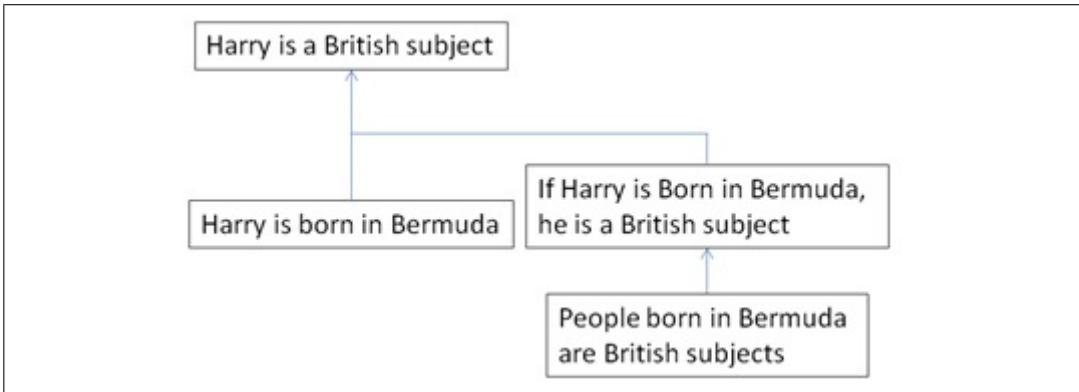 Harry is a British subject
If Harry is Born in Bermuda,
he is a British subject
Harry is born in Bermuda
People born in Bermuda
are British subjects